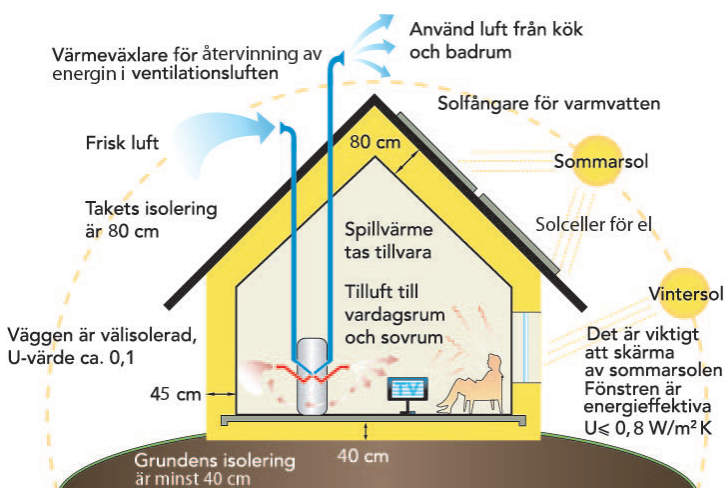 Använd luft från kök
och badrum
Värmeväxlare för återvinning av
energin i ventilationsluften
Solfångare för varmvatten
Frisk luft
80 cm
Sommarsol
Takets isolering
är 80 cm
Spillvärme
tas tillvara
Solceller för el
Tilluft till
vardagsrum
och sovrum
Vintersol
Väggen är välisolerad,
U-värde ca. 0,1
Det är viktigt
att skärma
av sommarsolen
Fönstren är
energieffektiva
U≤ 0,8 W/m² K
45 cm
TV
40 cm
Grundens isolering
är minst 40 cm